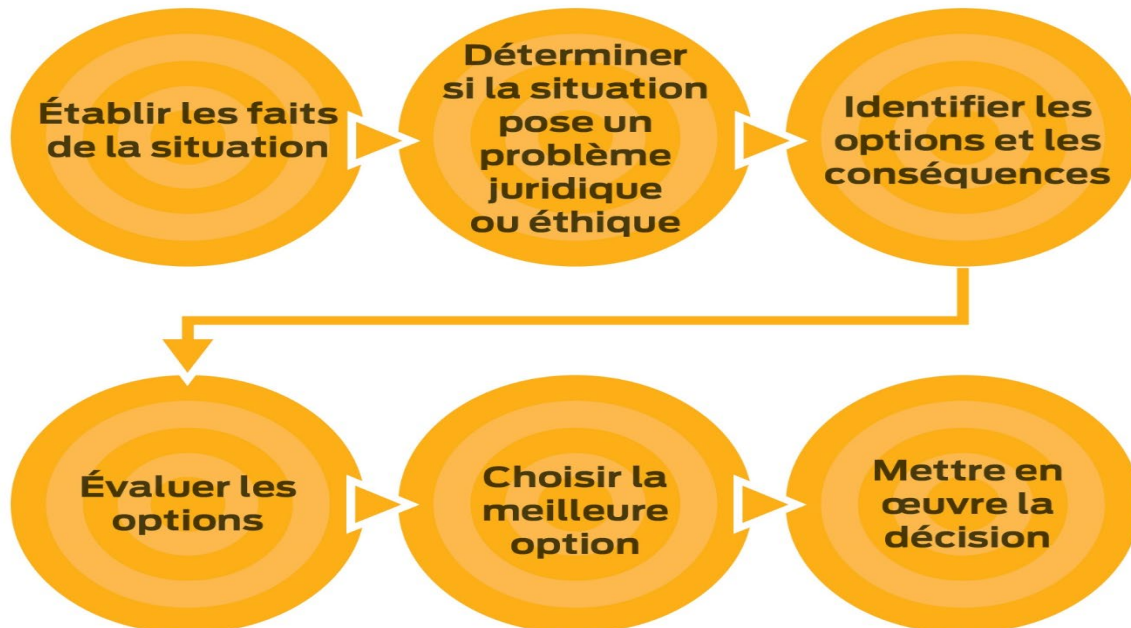 Établir les faits
de la situation
Déterminer
si la situation
pose un
problème
juridique
ou éthique
Identifier les
options et les
conséquences
Évaluer les
options
Choisir la
meilleure
option
Mettre en
œuvre la
décision